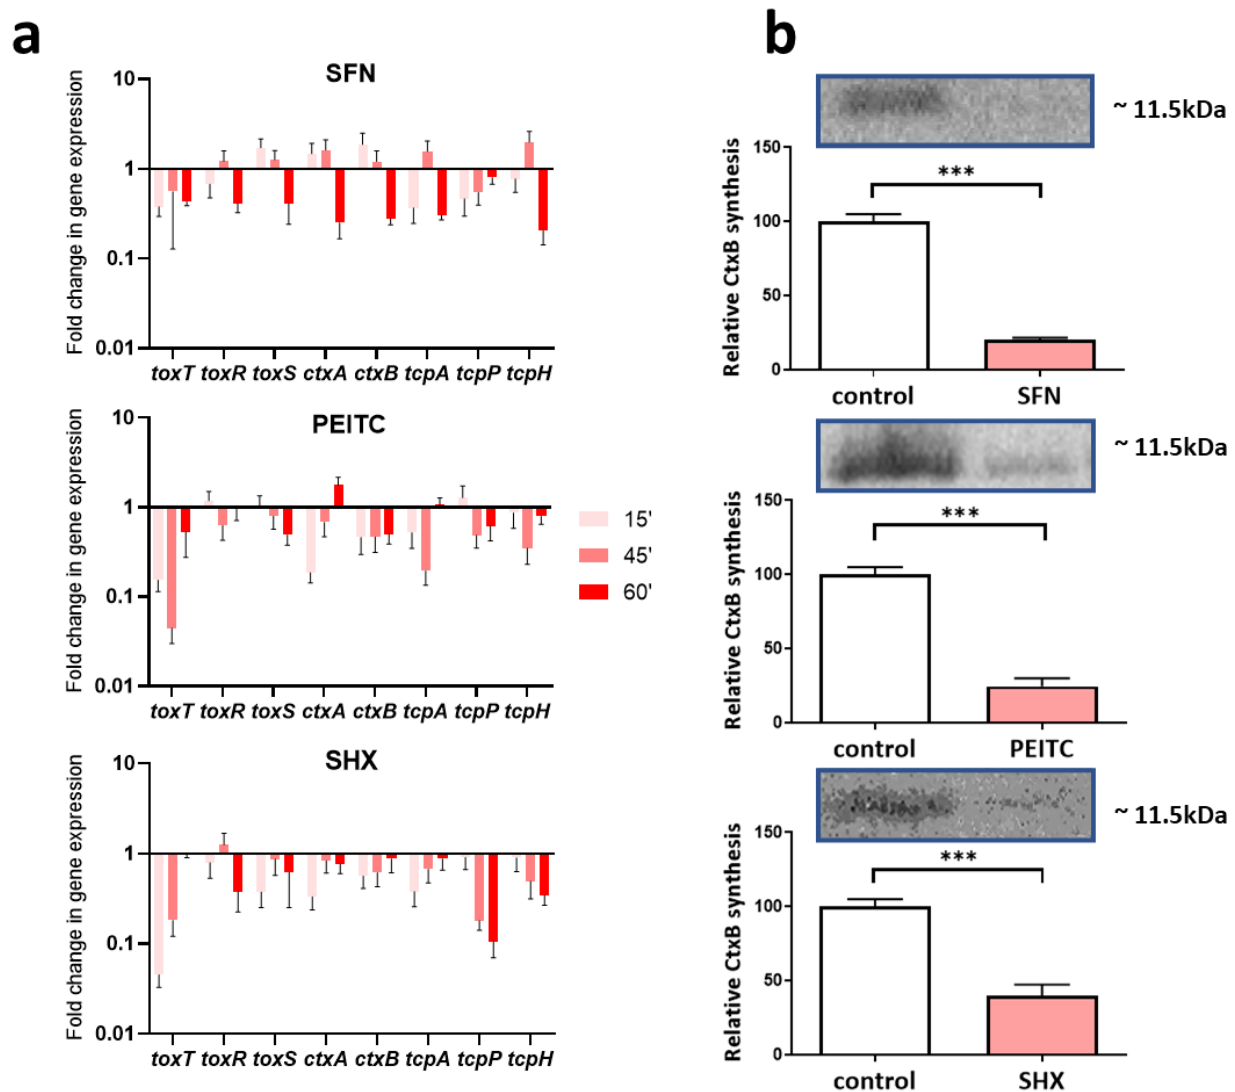 a
SFN
Fold change in gene expression
10
1
0.1
0.01
toxT toxR toxS ctxA ctxB tcpA tcpP tcpH
PEITC
Fold change in gene expression
10
1
0.1
0.01
toxT toxR toxS ctxA ctxB tcpA tcpP tcpH
15'
45'
60'
SHX
Fold change in gene expression
10
1
0.1
0.01
toxT toxR toxS ctxA ctxB tcpA tcpP tcpH
b
~ 11.5kDa
Relative CtxB synthesis
150
100
50
0
***
control SFN
~ 11.5kDa
Relative CtxB synthesis
150
100
50
0
***
control PEITC
~ 11.5kDa
Relative CtxB synthesis
150
100
50
0
***
control SHX